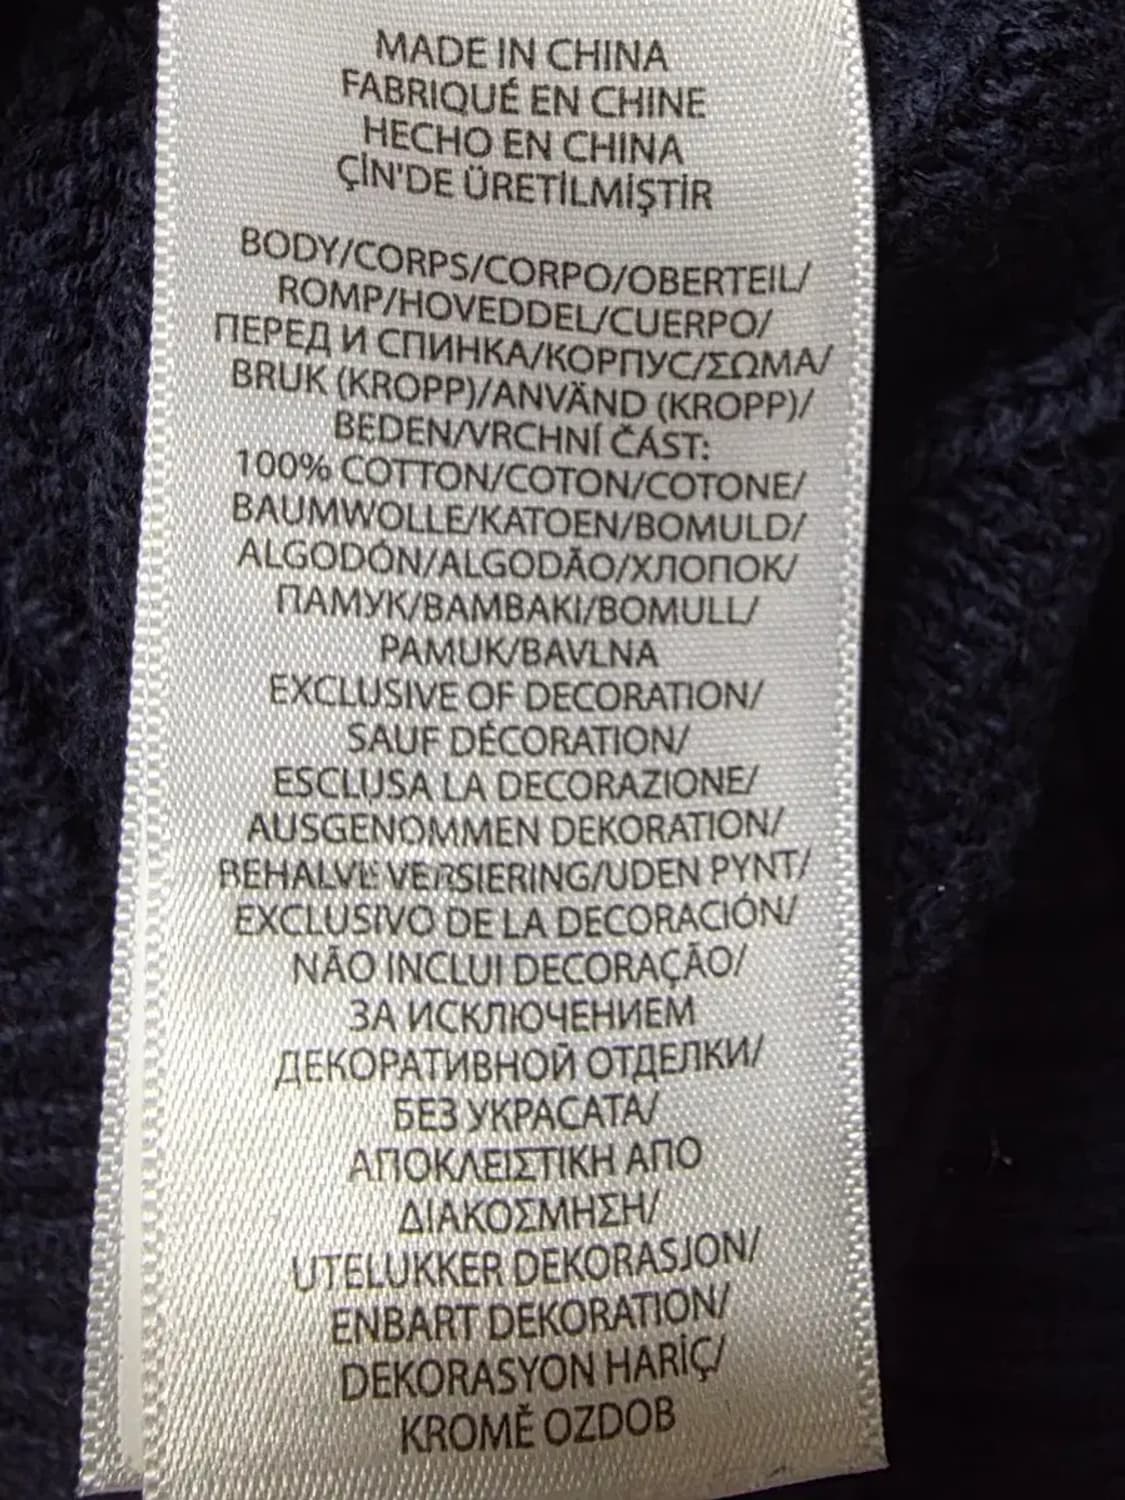 MADE IN CHINA
FABRIQUÉ EN CHINE
HECHO EN CHINA
ÇİN'DE ÜRETİLMİŞTİR
BODY/CORPS/CORPO/OBERTEIL/
ROMP/HOVEDDEL/CUERPO/
ПЕРЕД И СПИНКА/КОРПУС/ΣΩΜΑ/
BRUK (KROPP)/ANVÄND (KROPP)/
BEDEN/VRCHNÍ ČÁST:
100% COTTON/COTON/COTONE/
BAUMWOLLE/KATOEN/BOMULD/
ALGODÓN/ALGODÃO/ХЛОПОК/
ПАМУК/ΒΑΜΒΑΚΙ/BOMULL/
PAMUK/BAVLNA
EXCLUSIVE OF DECORATION/
SAUF DÉCORATION/
ESCLUSA LA DECORAZIONE/
AUSGENOMMEN DEKORATION/
BEHALVE VERSIERING/UDEN PYNT/
EXCLUSIVO DE LA DECORACIÓN/
NÃO INCLUI DECORAÇÃO/
ЗА ИСКЛЮЧЕНИЕМ
ДЕКОРАТИВНОЙ ОТДЕЛКИ/
БЕЗ УКРАСАТА/
ΑΠΟΚΛΕΙΣΤΙΚΗ ΑΠΟ
ΔΙΑΚΟΣΜΗΣΗ/
UTELUKKER DEKORASJON/
ENBART DEKORATION/
DEKORASYON HARİÇ/
KROMĚ OZDOB